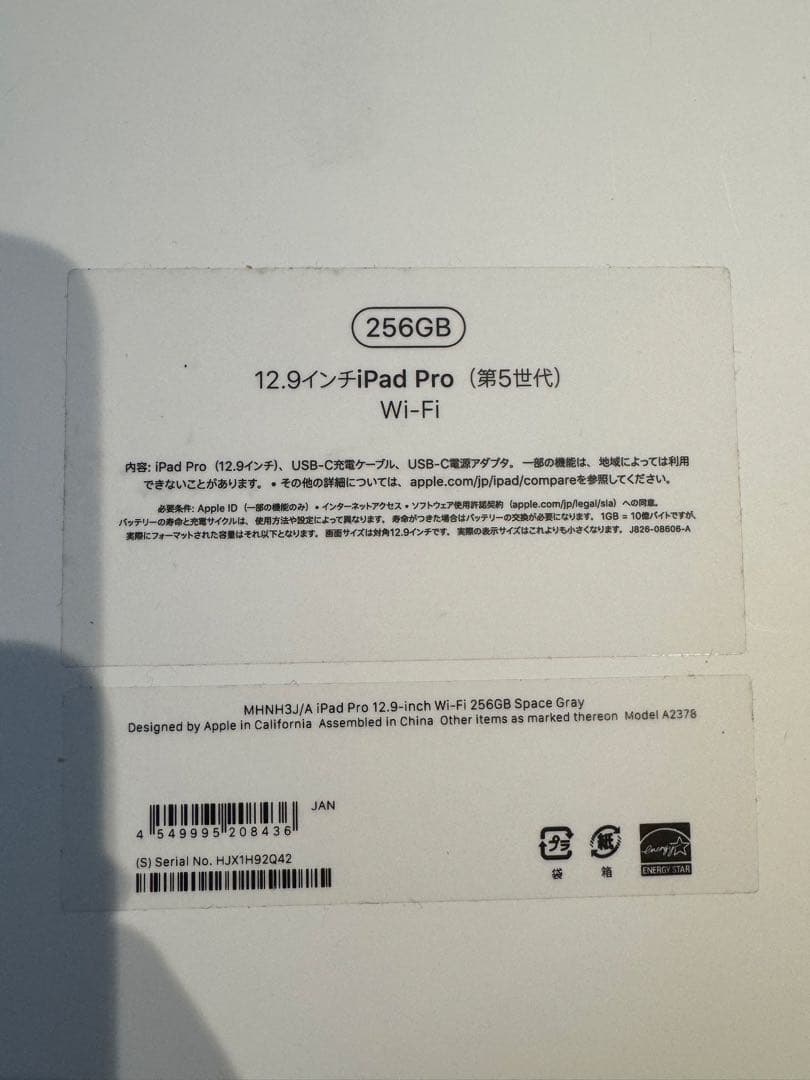 256GB
12.9インチiPad Pro（第5世代）
Wi-Fi
内容: iPad Pro（12.9インチ）、USB-C充電ケーブル、USB-C電源アダプタ。一部の機能は、地域によっては利用
できないことがあります。• その他の詳細については、apple.com/jp/ipad/compareを参照してください。
必要条件: Apple ID（一部の機能のみ）• インターネットアクセス • ソフトウェア使用許諾契約（apple.com/jp/legal/sla）への同意。
バッテリーの寿命と充電サイクルは、使用方法や設定によって異なります。寿命がつきた場合はバッテリーの交換が必要になります。1GB = 10億バイトですが、
実際にフォーマットされた容量はそれ以下となります。画面サイズは対角12.9インチです。実際の表示サイズはこれよりも小さくなります。J826-08606-A
MHNH3J/A iPad Pro 12.9-inch Wi-Fi 256GB Space Gray
Designed by Apple in California Assembled in China Other items as marked thereon Model A2378
JAN
4 549995 208436
(S) Serial No. HJX1H92Q42
プラ
袋
紙
箱
energy
ENERGY STAR